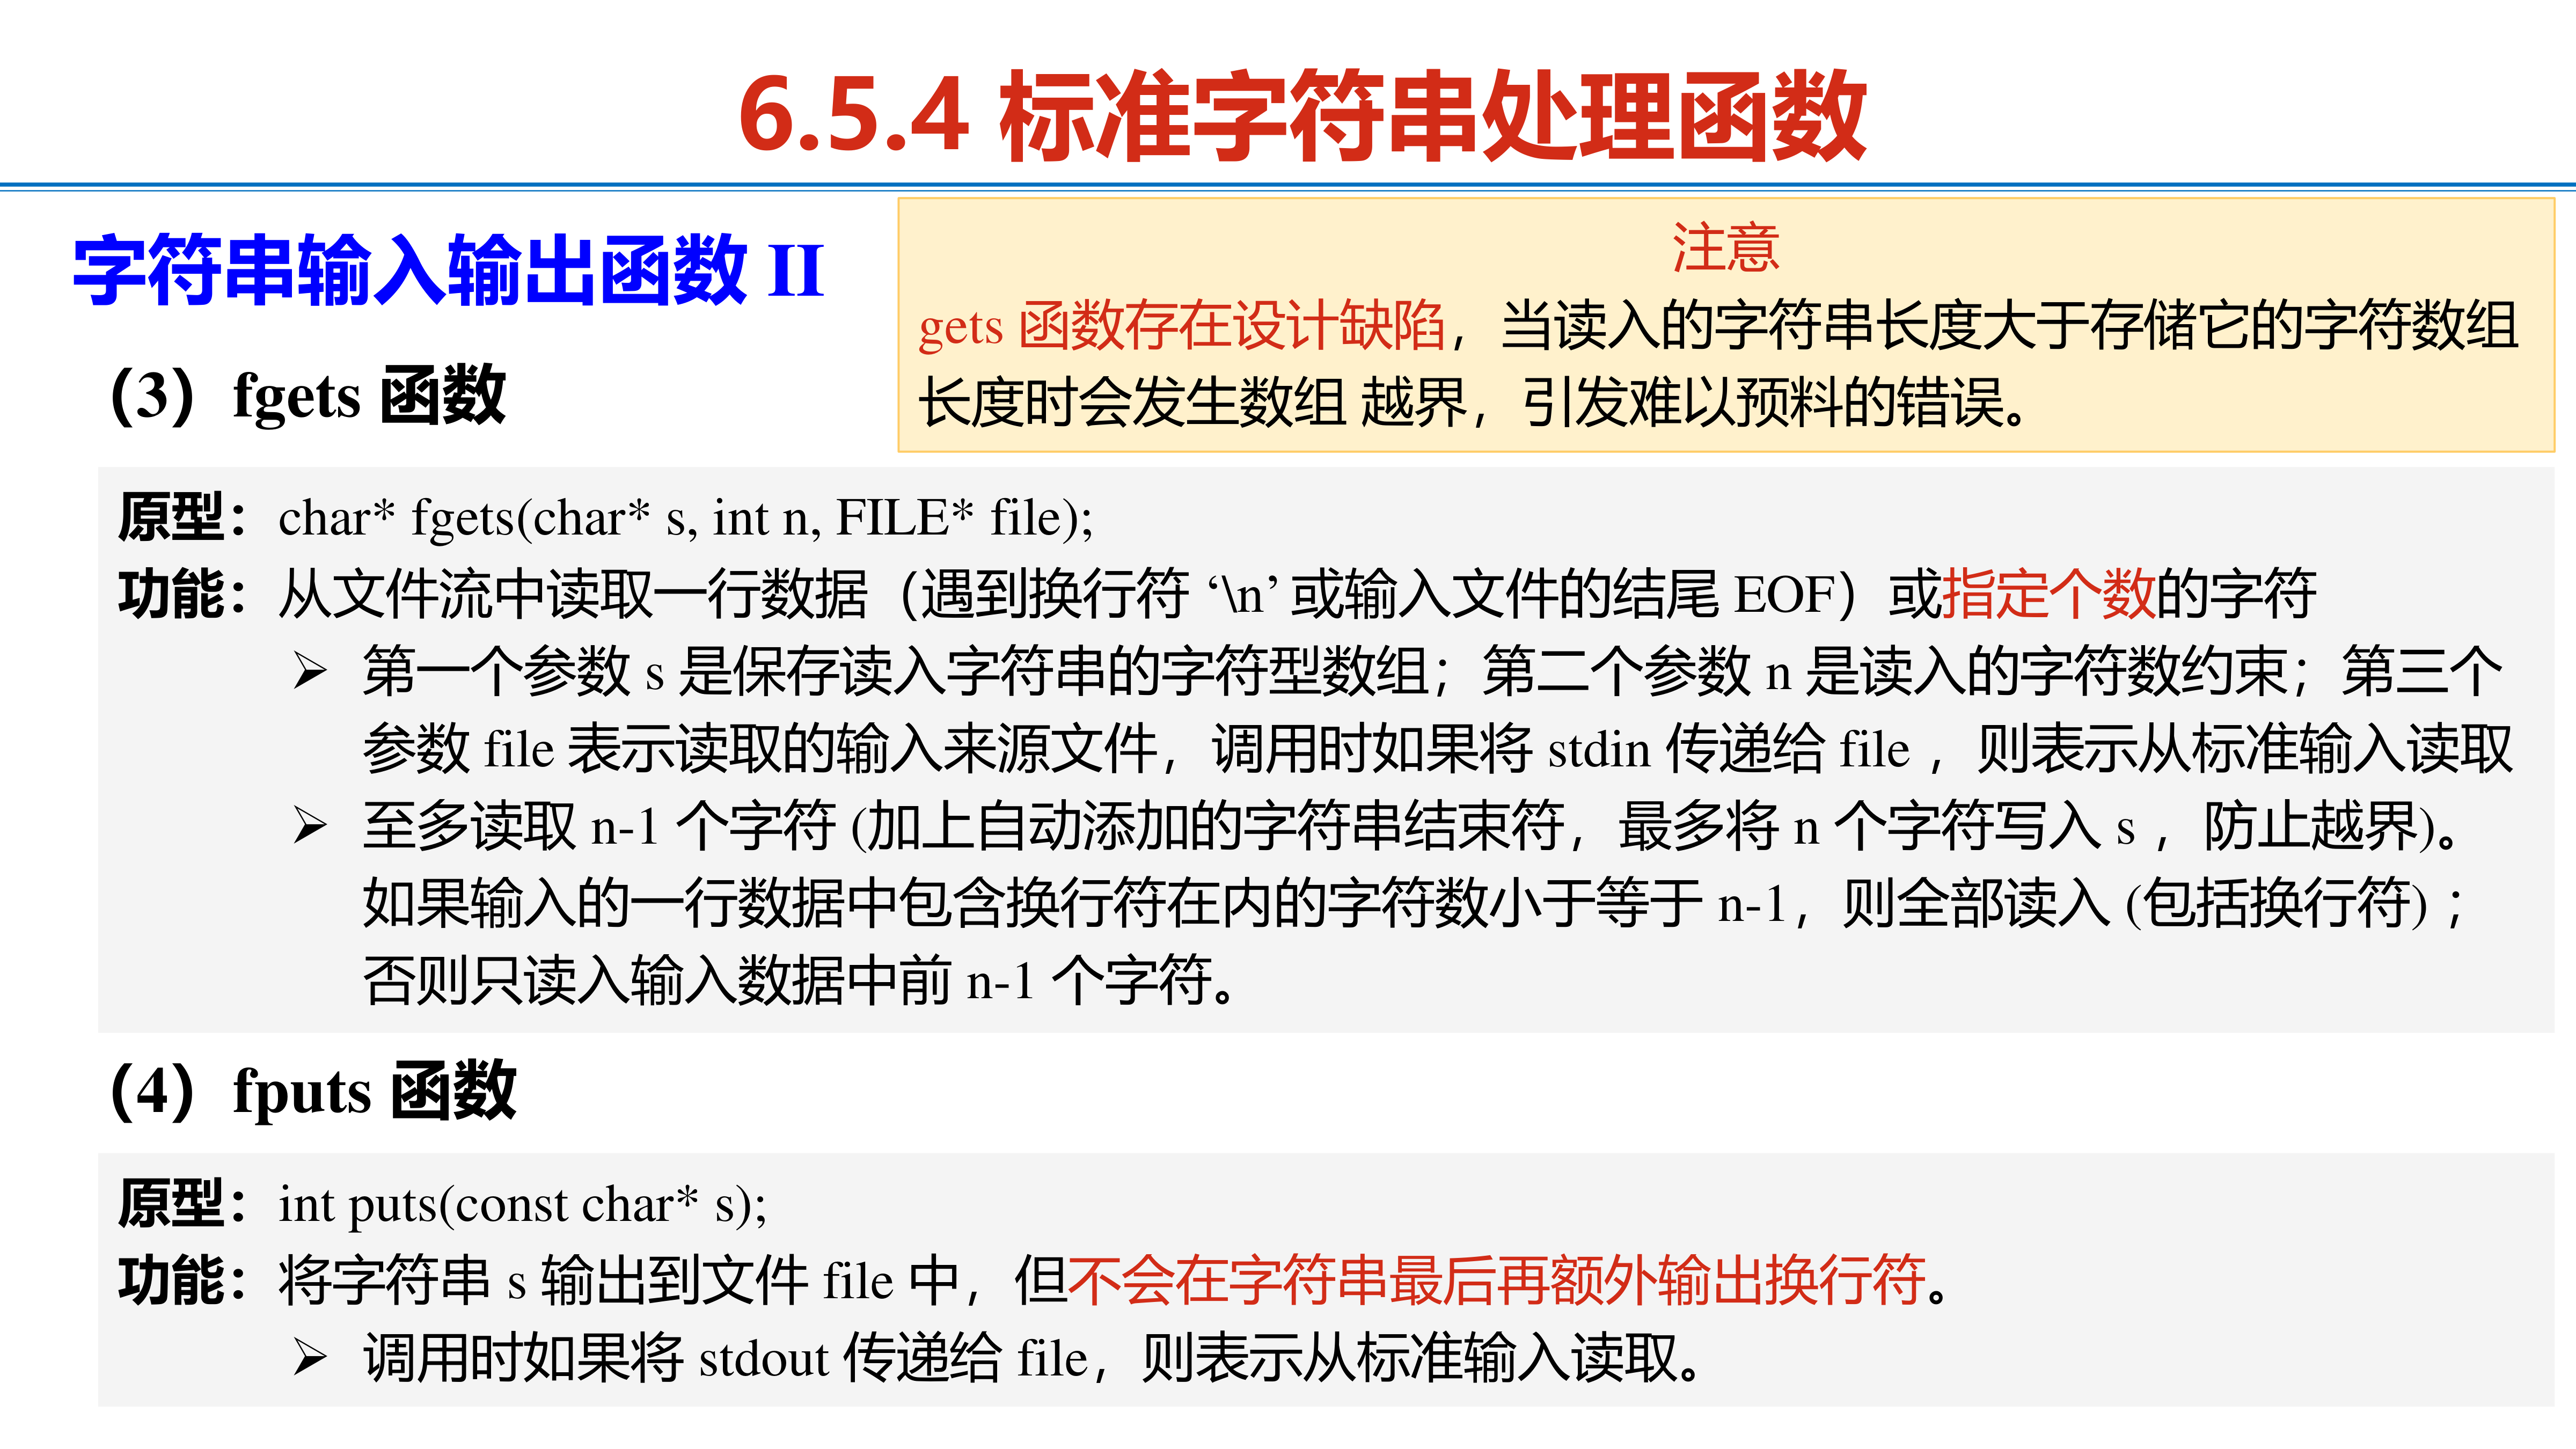 6.5.4 标准字符串处理函数
字符串输入输出函数 II
注意
gets 函数存在设计缺陷，当读入的字符串长度大于存储它的字符数组
长度时会发生数组 越界，引发难以预料的错误。
（3）fgets 函数
原型：char* fgets(char* s, int n, FILE* file);
功能：从文件流中读取一行数据（遇到换行符 ‘\n’ 或输入文件的结尾 EOF）或指定个数的字符
➢ 第一个参数 s 是保存读入字符串的字符型数组；第二个参数 n 是读入的字符数约束；第三个
参数 file 表示读取的输入来源文件，调用时如果将 stdin 传递给 file ，则表示从标准输入读取
➢ 至多读取 n-1 个字符 (加上自动添加的字符串结束符，最多将 n 个字符写入 s ，防止越界)。
如果输入的一行数据中包含换行符在内的字符数小于等于 n-1，则全部读入 (包括换行符) ；
否则只读入输入数据中前 n-1 个字符。
（4）fputs 函数
原型：int puts(const char* s);
功能：将字符串 s 输出到文件 file 中，但不会在字符串最后再额外输出换行符。
➢ 调用时如果将 stdout 传递给 file，则表示从标准输入读取。